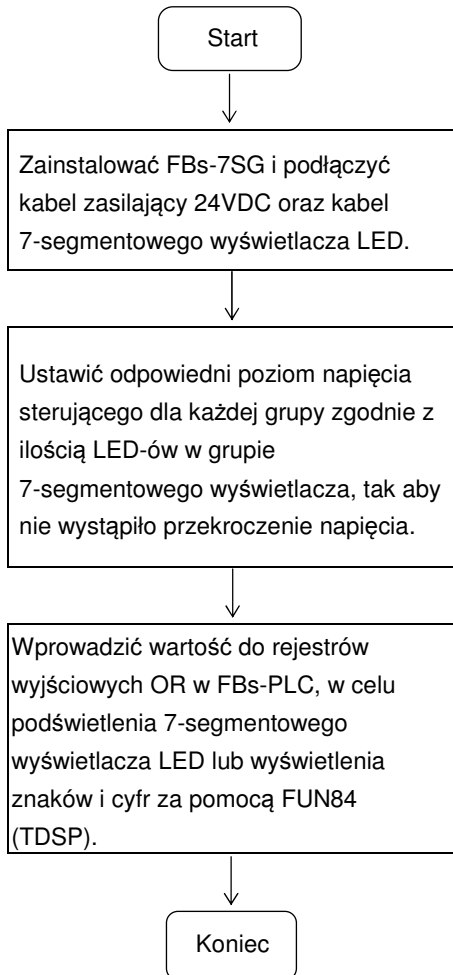 Start
Zainstalować FBs-7SG i podłączyć
kabel zasilający 24VDC oraz kabel
7-segmentowego wyświetlacza LED.
Ustawić odpowiedni poziom napięcia
sterującego dla każdej grupy zgodnie z
ilością LED-ów w grupie
7-segmentowego wyświetlacza, tak aby
nie wystąpiło przekroczenie napięcia.
Wprowadzić wartość do rejestrów
wyjściowych OR w FBs-PLC, w celu
podświetlenia 7-segmentowego
wyświetlacza LED lub wyświetlenia
znaków i cyfr za pomocą FUN84
(TDSP).
Koniec